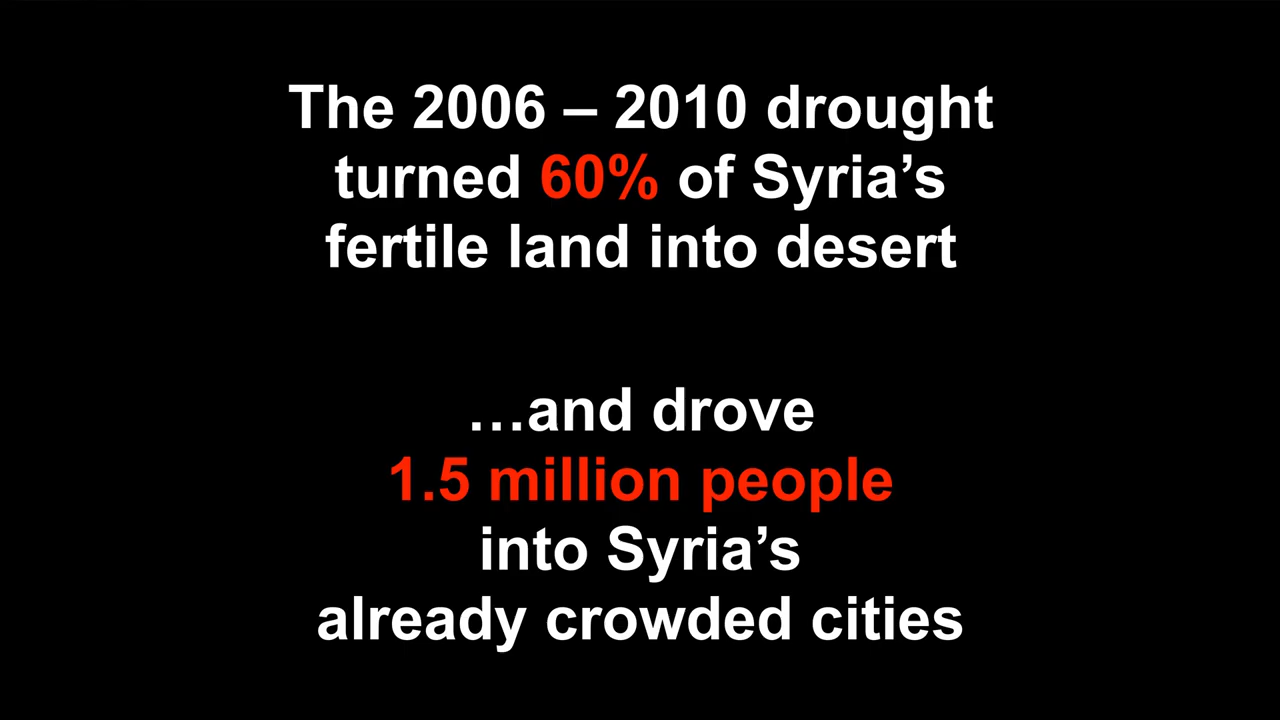 The 2006 – 2010 drought
turned 60% of Syria’s
fertile land into desert
…and drove
1.5 million people
into Syria’s
already crowded cities